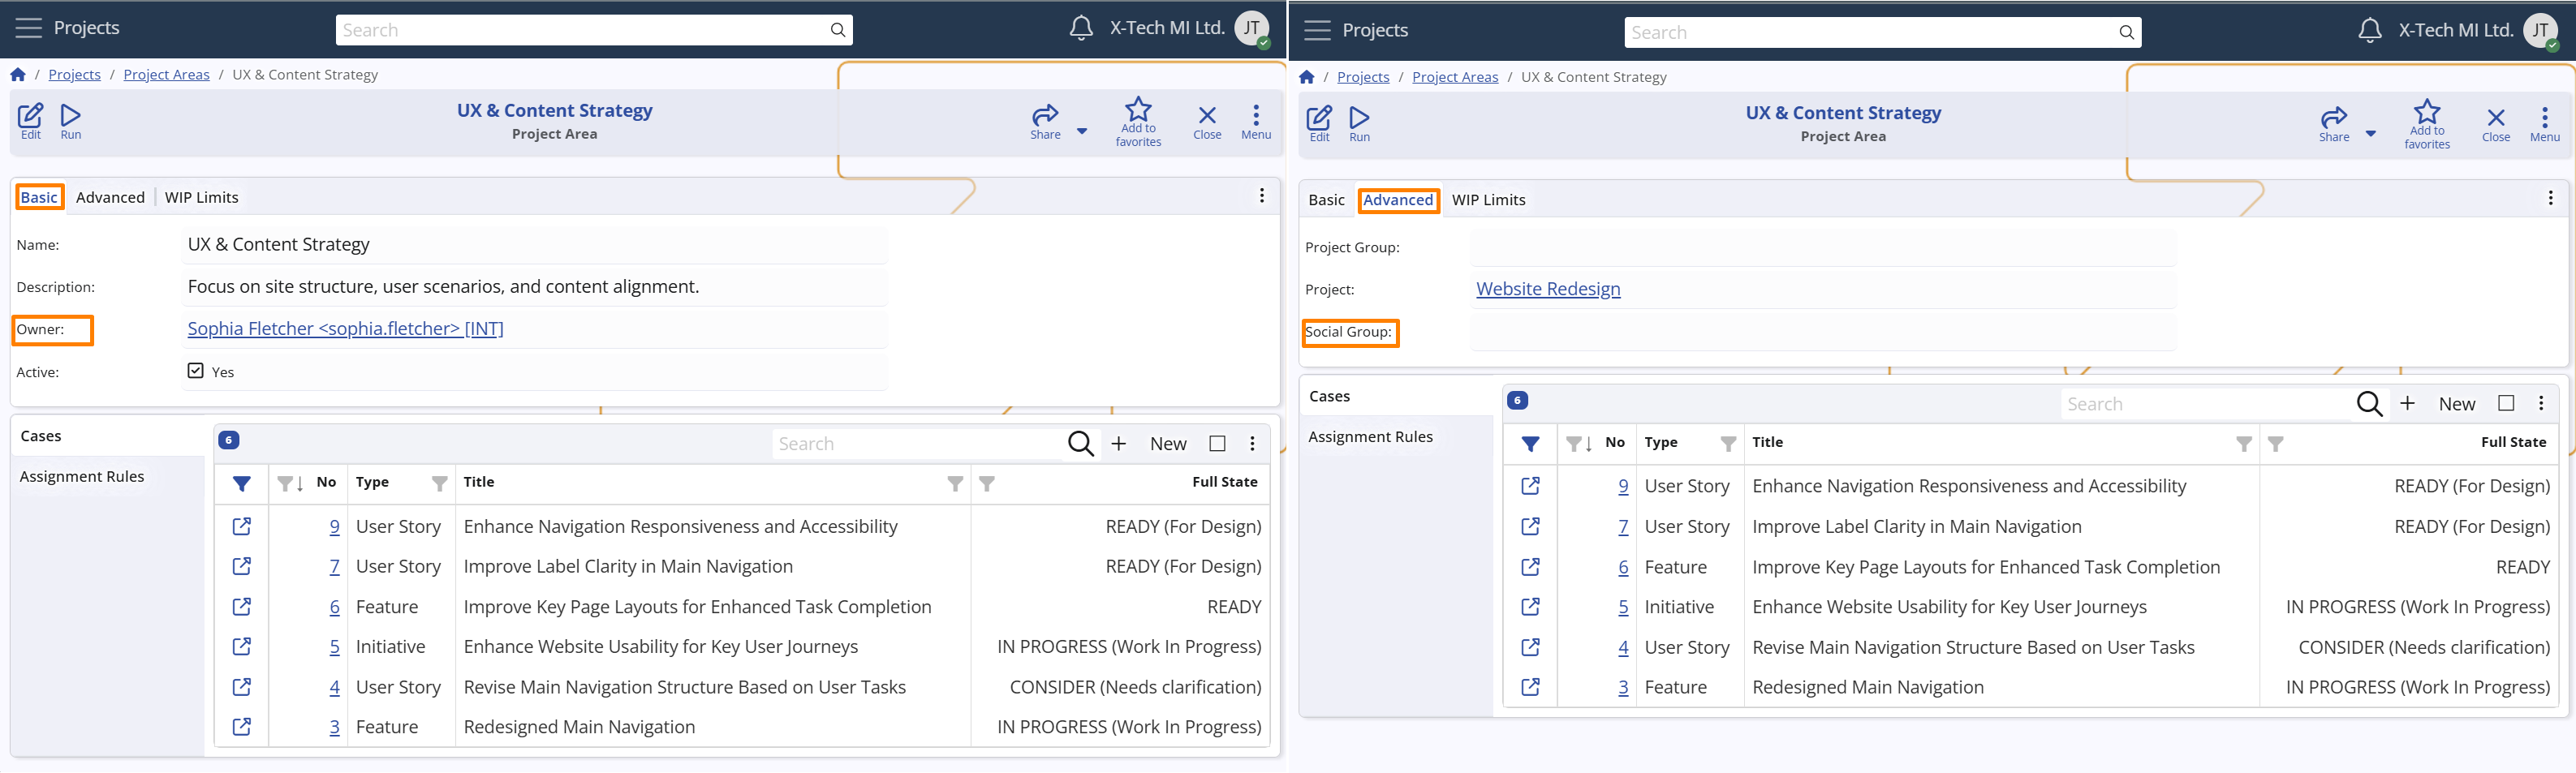 Projects
Search
X-Tech MI Ltd.
JT
/ Projects / Project Areas / UX & Content Strategy
Edit
Run
UX & Content Strategy
Project Area
Share
Add to favorites
Close
Menu
Basic
Advanced
WIP Limits
Name: UX & Content Strategy
Description: Focus on site structure, user scenarios, and content alignment.
Owner: Sophia Fletcher <sophia.fletcher> [INT]
Active: Yes
Cases
Assignment Rules
6
Search
New
No Type Title Full State
9 User Story Enhance Navigation Responsiveness and Accessibility READY (For Design)
7 User Story Improve Label Clarity in Main Navigation READY (For Design)
6 Feature Improve Key Page Layouts for Enhanced Task Completion READY
5 Initiative Enhance Website Usability for Key User Journeys IN PROGRESS (Work In Progress)
4 User Story Revise Main Navigation Structure Based on User Tasks CONSIDER (Needs clarification)
3 Feature Redesigned Main Navigation IN PROGRESS (Work In Progress)
Projects
Search
X-Tech MI Ltd.
JT
/ Projects / Project Areas / UX & Content Strategy
Edit
Run
UX & Content Strategy
Project Area
Share
Add to favorites
Close
Menu
Basic
Advanced
WIP Limits
Project Group:
Project: Website Redesign
Social Group:
Cases
Assignment Rules
6
Search
New
No Type Title Full State
9 User Story Enhance Navigation Responsiveness and Accessibility READY (For Design)
7 User Story Improve Label Clarity in Main Navigation READY (For Design)
6 Feature Improve Key Page Layouts for Enhanced Task Completion READY
5 Initiative Enhance Website Usability for Key User Journeys IN PROGRESS (Work In Progress)
4 User Story Revise Main Navigation Structure Based on User Tasks CONSIDER (Needs clarification)
3 Feature Redesigned Main Navigation IN PROGRESS (Work In Progress)